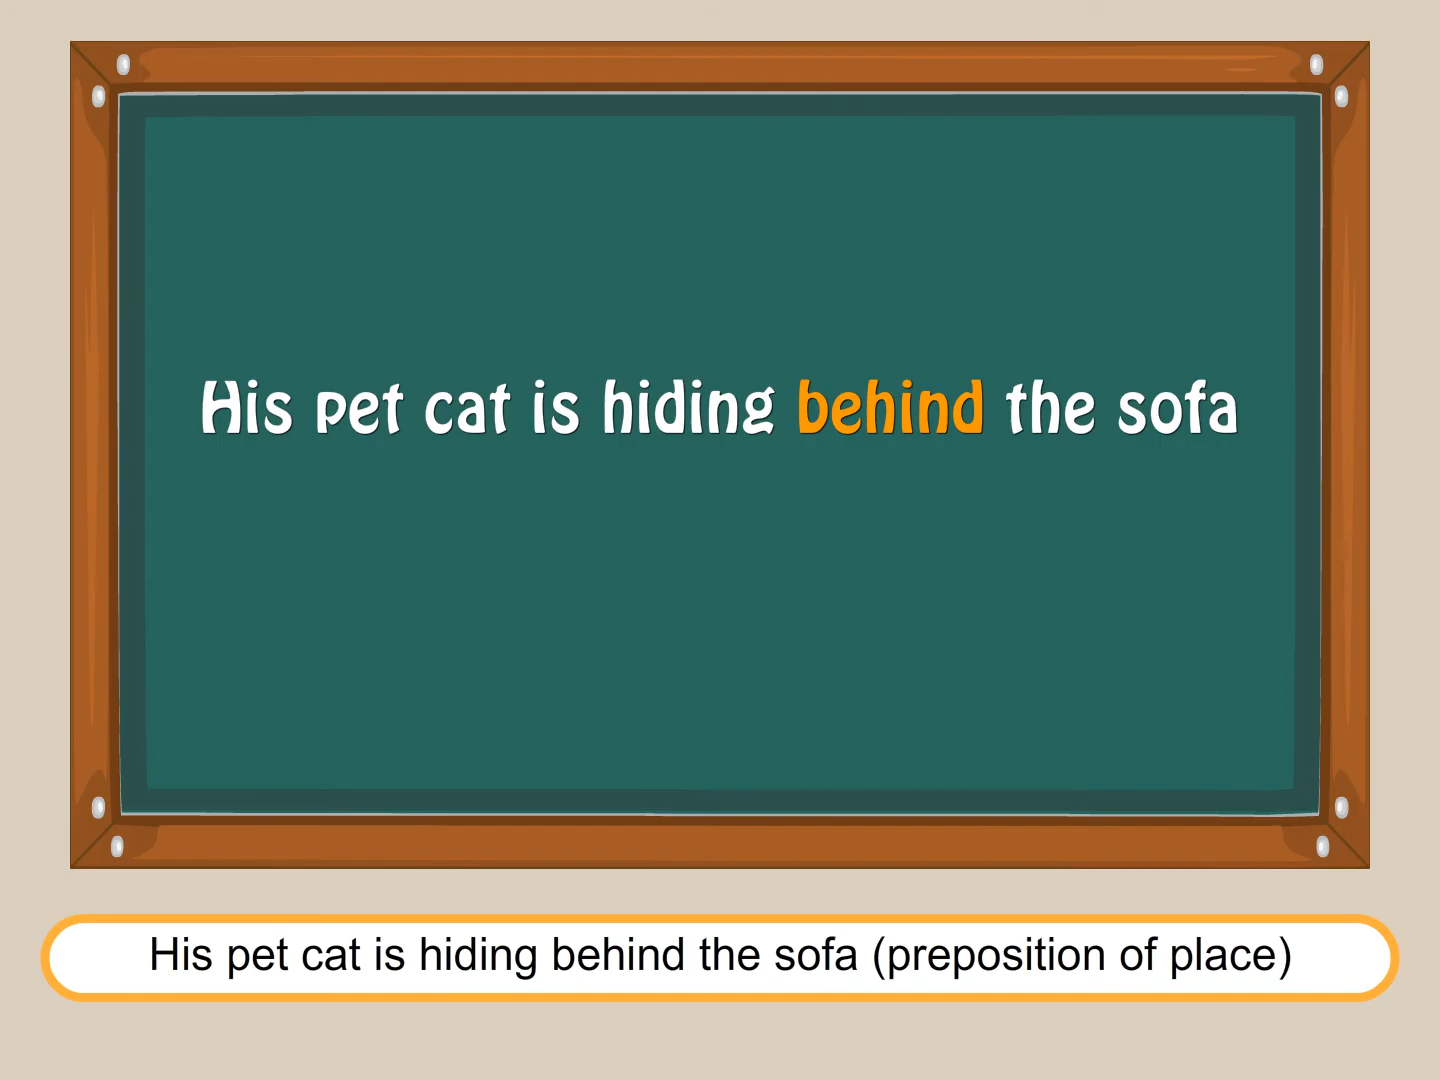 His pet cat is hiding behind the sofa
His pet cat is hiding behind the sofa (preposition of place)